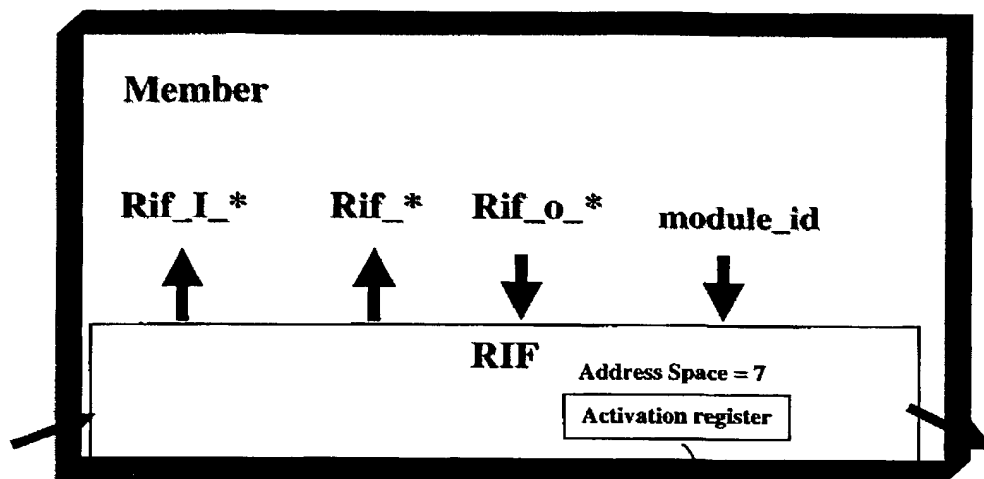 Member
Rif_I_* Rif_* Rif_o_* module_id
RIF
Address Space = 7
Activation register